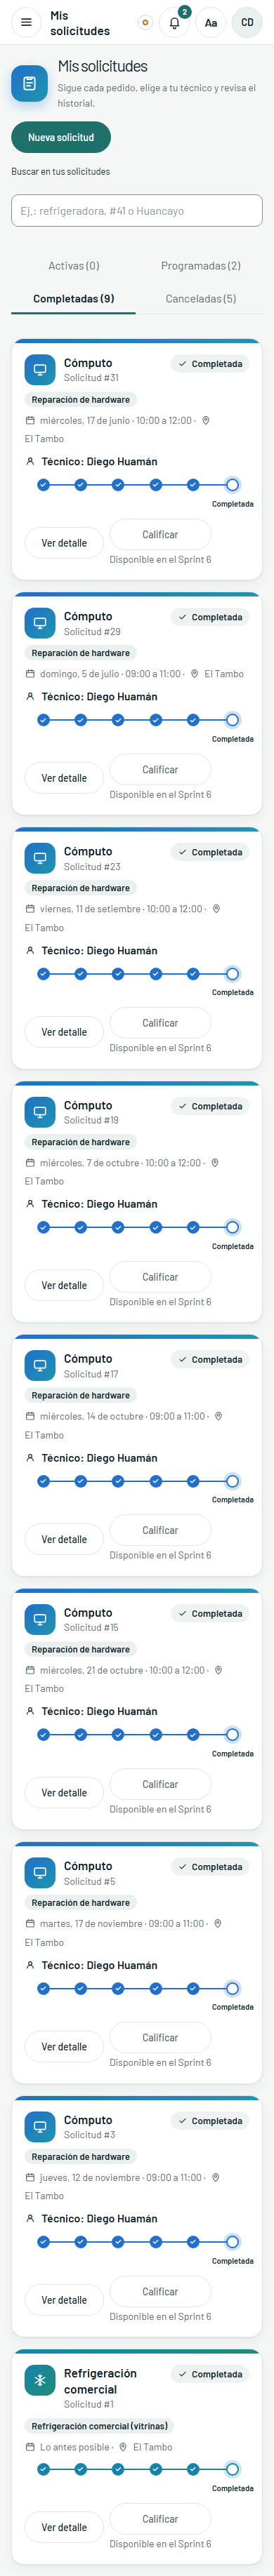 Mis
solicitudes
2
Aa
CD
Mis solicitudes
Sigue cada pedido, elige a tu técnico y revisa el
historial.
Nueva solicitud
Buscar en tus solicitudes
Ej.: refrigeradora, #41 o Huancayo
Activas (0)
Programadas (2)
Completadas (9)
Canceladas (5)
Cómputo
Completada
Solicitud #31
Reparación de hardware
miércoles, 17 de junio · 10:00 a 12:00 ·
El Tambo
Técnico: Diego Huamán
Completada
Ver detalle
Calificar
Disponible en el Sprint 6
Cómputo
Completada
Solicitud #29
Reparación de hardware
domingo, 5 de julio · 09:00 a 11:00 · El Tambo
Técnico: Diego Huamán
Completada
Ver detalle
Calificar
Disponible en el Sprint 6
Cómputo
Completada
Solicitud #23
Reparación de hardware
viernes, 11 de setiembre · 10:00 a 12:00 ·
El Tambo
Técnico: Diego Huamán
Completada
Ver detalle
Calificar
Disponible en el Sprint 6
Cómputo
Completada
Solicitud #19
Reparación de hardware
miércoles, 7 de octubre · 10:00 a 12:00 ·
El Tambo
Técnico: Diego Huamán
Completada
Ver detalle
Calificar
Disponible en el Sprint 6
Cómputo
Completada
Solicitud #17
Reparación de hardware
miércoles, 14 de octubre · 09:00 a 11:00 ·
El Tambo
Técnico: Diego Huamán
Completada
Ver detalle
Calificar
Disponible en el Sprint 6
Cómputo
Completada
Solicitud #15
Reparación de hardware
miércoles, 21 de octubre · 10:00 a 12:00 ·
El Tambo
Técnico: Diego Huamán
Completada
Ver detalle
Calificar
Disponible en el Sprint 6
Cómputo
Completada
Solicitud #5
Reparación de hardware
martes, 17 de noviembre · 09:00 a 11:00 ·
El Tambo
Técnico: Diego Huamán
Completada
Ver detalle
Calificar
Disponible en el Sprint 6
Cómputo
Completada
Solicitud #3
Reparación de hardware
jueves, 12 de noviembre · 09:00 a 11:00 ·
El Tambo
Técnico: Diego Huamán
Completada
Ver detalle
Calificar
Disponible en el Sprint 6
Refrigeración
comercial
Completada
Solicitud #1
Refrigeración comercial (vitrinas)
Lo antes posible · El Tambo
Completada
Ver detalle
Calificar
Disponible en el Sprint 6